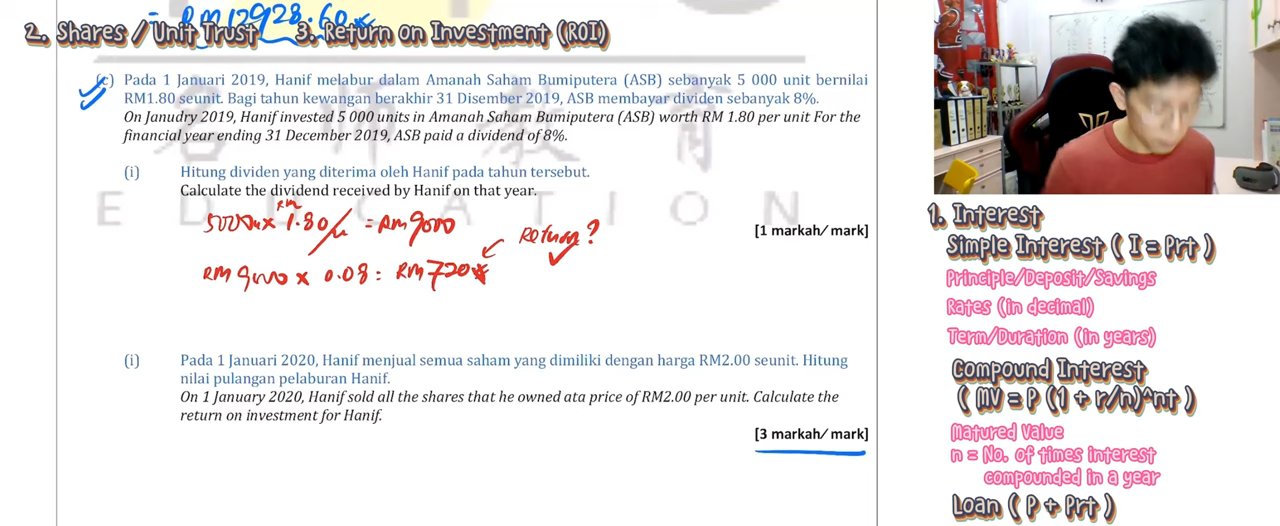 = RM12928.60
2. Shares / Unit Trust 3. Return on Investment (ROI)
(c) Pada 1 Januari 2019, Hanif melabur dalam Amanah Saham Bumiputera (ASB) sebanyak 5 000 unit bernilai
RM1.80 seunit. Bagi tahun kewangan berakhir 31 Disember 2019, ASB membayar dividen sebanyak 8%.
On Janudry 2019, Hanif invested 5 000 units in Amanah Saham Bumiputera (ASB) worth RM 1.80 per unit For the
financial year ending 31 December 2019, ASB paid a dividend of 8%.
名师教育
(i) Hitung dividen yang diterima oleh Hanif pada tahun tersebut.
Calculate the dividend received by Hanif on that year.
EDUCATION
5000u x RM1.80/u = RM9000
[1 markah/ mark]
Return?
RM9000 x 0.08 = RM720
(i) Pada 1 Januari 2020, Hanif menjual semua saham yang dimiliki dengan harga RM2.00 seunit. Hitung
nilai pulangan pelaburan Hanif.
On 1 January 2020, Hanif sold all the shares that he owned ata price of RM2.00 per unit. Calculate the
return on investment for Hanif.
[3 markah/ mark]
1. Interest
Simple Interest ( I = Prt )
Principle/Deposit/Savings
Rates (in decimal)
Term/Duration (in years)
Compound Interest
( MV = P (1 + r/n)^nt )
Matured Value
n = No. of times interest
compounded in a year
Loan ( P + Prt )